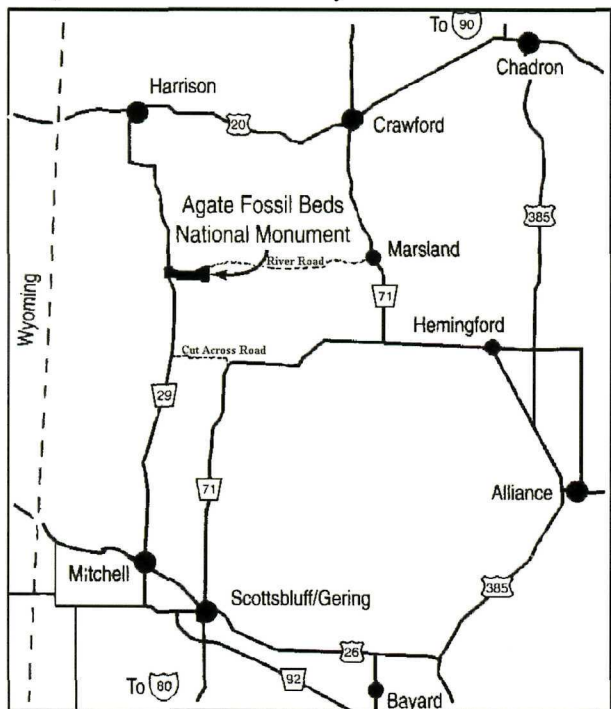 To 90
Chadron
Harrison
20
Crawford
385
Agate Fossil Beds
National Monument
River Road
Marsland
71
Wyoming
Hemingford
Cut Across Road
29
71
Alliance
Mitchell
385
Scottsbluff/Gering
26
To 80
92
Bayard